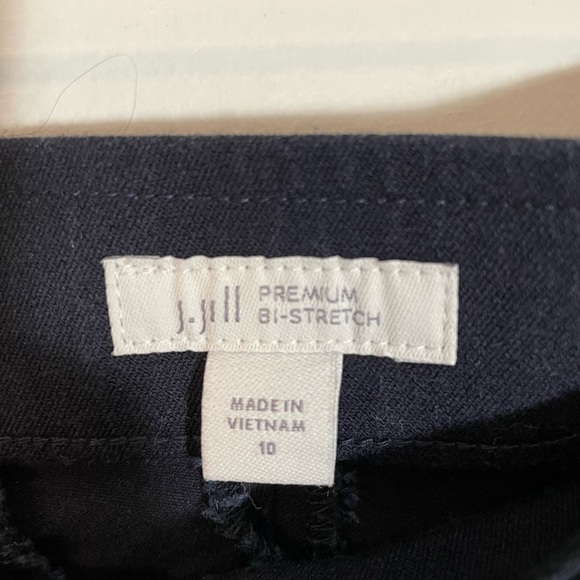 J.Jill
PREMIUM
BI-STRETCH
MADE IN
VIETNAM
10